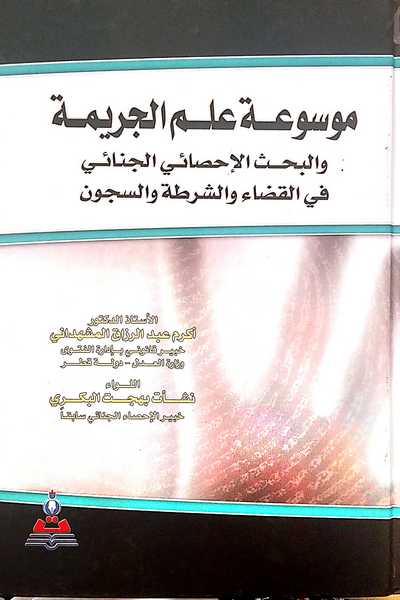 موسوعة علم الجريمة
والبحث الإحصائي الجنائي
في القضاء والشرطة والسجون
الأستاذ الدكتور
أكرم عبد الرزاق المشهداني
خبير قانوني بإدارة الفتوى
وزارة العدل - دولة قطر
اللواء
نشأت بهجت البكري
خبير الإحصاء الجنائي سابقاً